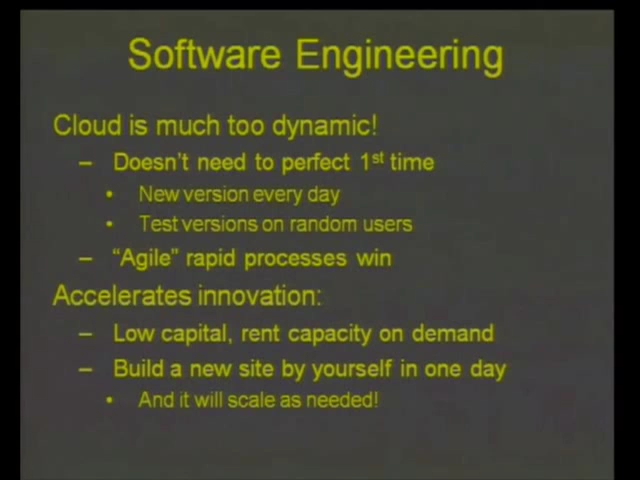 Software Engineering
Cloud is much too dynamic!
– Doesn't need to perfect 1st time
• New version every day
• Test versions on random users
– "Agile" rapid processes win
Accelerates innovation:
– Low capital, rent capacity on demand
– Build a new site by yourself in one day
• And it will scale as needed!